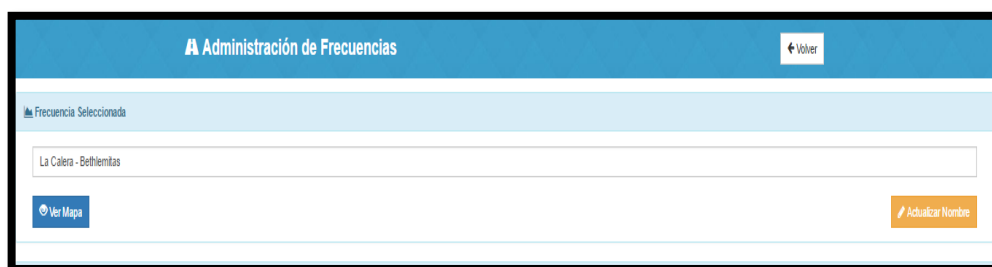 Administración de Frecuencias
Volver
Frecuencia Seleccionada
La Calera - Bethlemitas
Ver Mapa
Actualizar Nombre